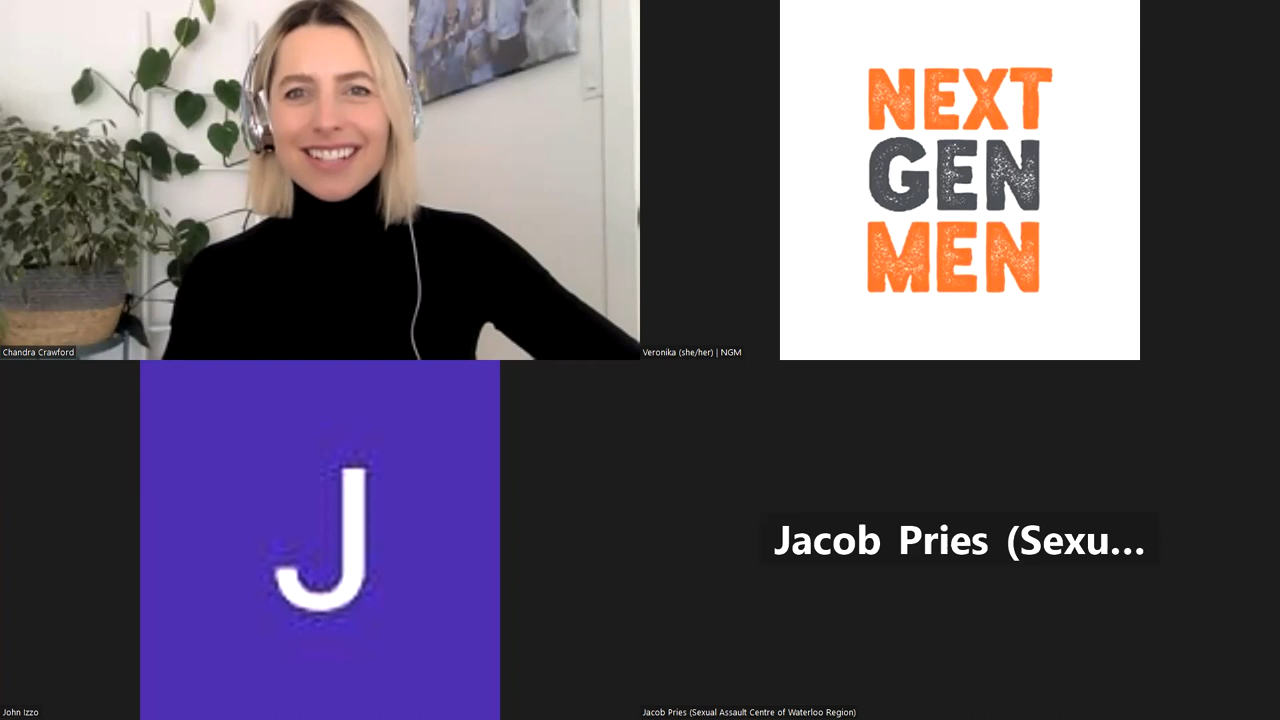 NEXT
GEN
MEN
Chandra Crawford
Veronika (she/her) | NGM
J
Jacob Pries (Sexu...
John Izzo
Jacob Pries (Sexual Assault Centre of Waterloo Region)